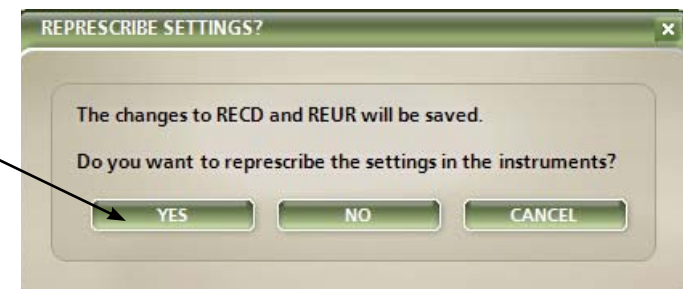 REPRESCRIBE SETTINGS?
The changes to RECD and REUR will be saved.
Do you want to represcribe the settings in the instruments?
YES NO CANCEL